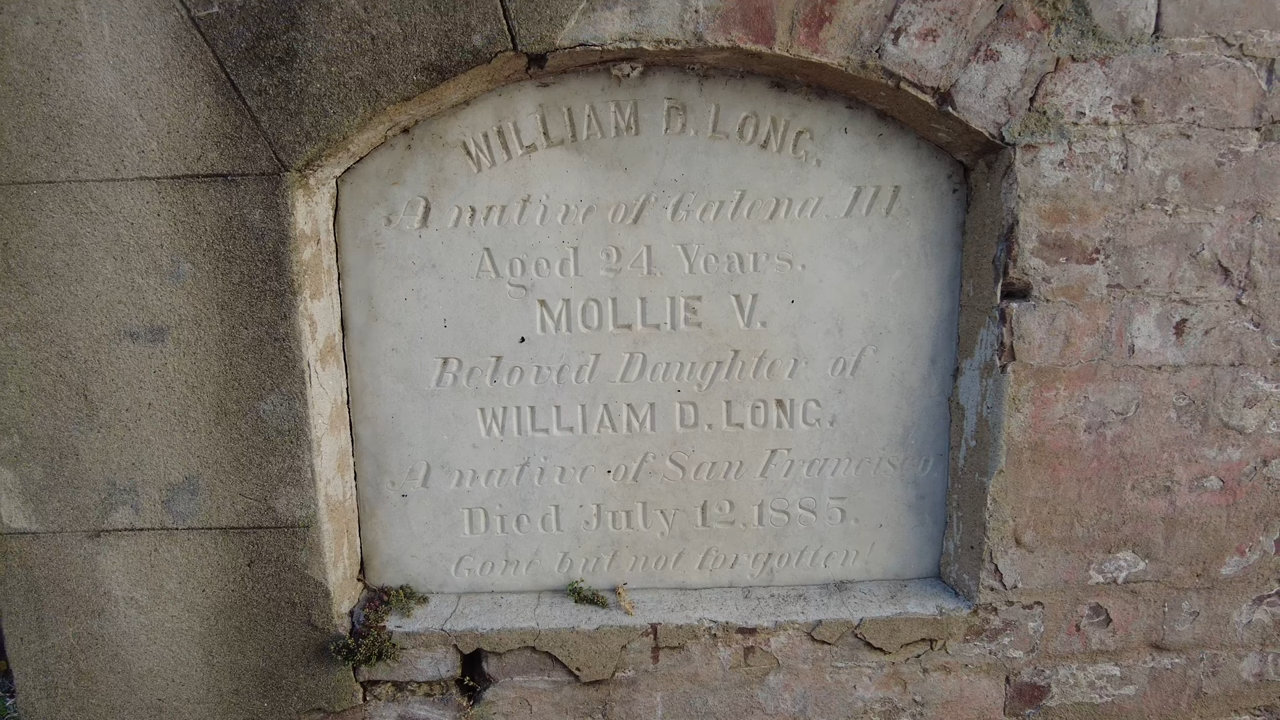 WILLIAM D. LONG.
A native of Galena Ill
Aged 24 Years.
MOLLIE V.
Beloved Daughter of
WILLIAM D. LONG.
A native of San Francisco
Died July 12, 1885.
Gone but not forgotten!